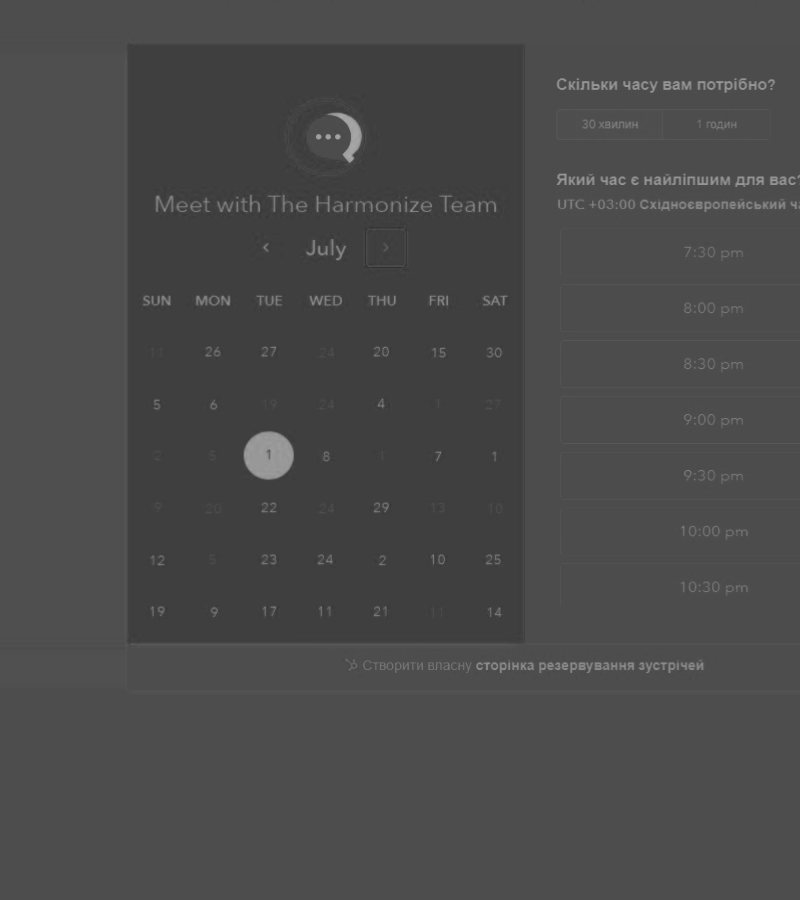 Meet with The Harmonize Team
July
SUN MON TUE WED THU FRI SAT
26 27 24 20 15 30
5 6 19 24 4 1 27
2 5 1 8 1 7 1
9 20 22 24 29 13 10
12 5 23 24 2 10 25
19 9 17 11 21 11 14
Скільки часу вам потрібно?
30 хвилин 1 годин
Який час є найліпшим для вас?
UTC +03:00 Східноєвропейський
7:30 pm
8:00 pm
8:30 pm
9:00 pm
9:30 pm
10:00 pm
10:30 pm
Створити власну сторінка резервування зустрічей